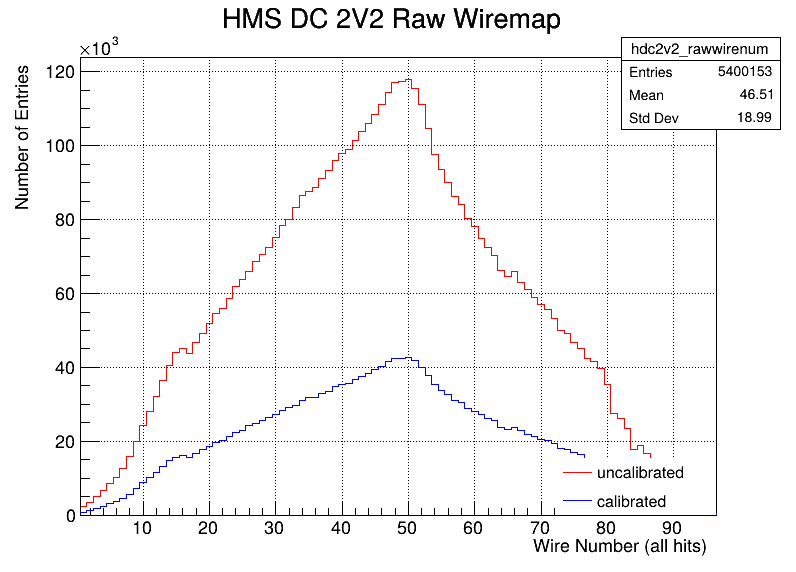 HMS DC 2V2 Raw Wiremap
×10³
hdc2v2_rawwirenum
Entries 5400153
Mean 46.51
Std Dev 18.99
Number of Entries
120
100
80
60
40
20
0
uncalibrated
calibrated
10 20 30 40 50 60 70 80 90
Wire Number (all hits)